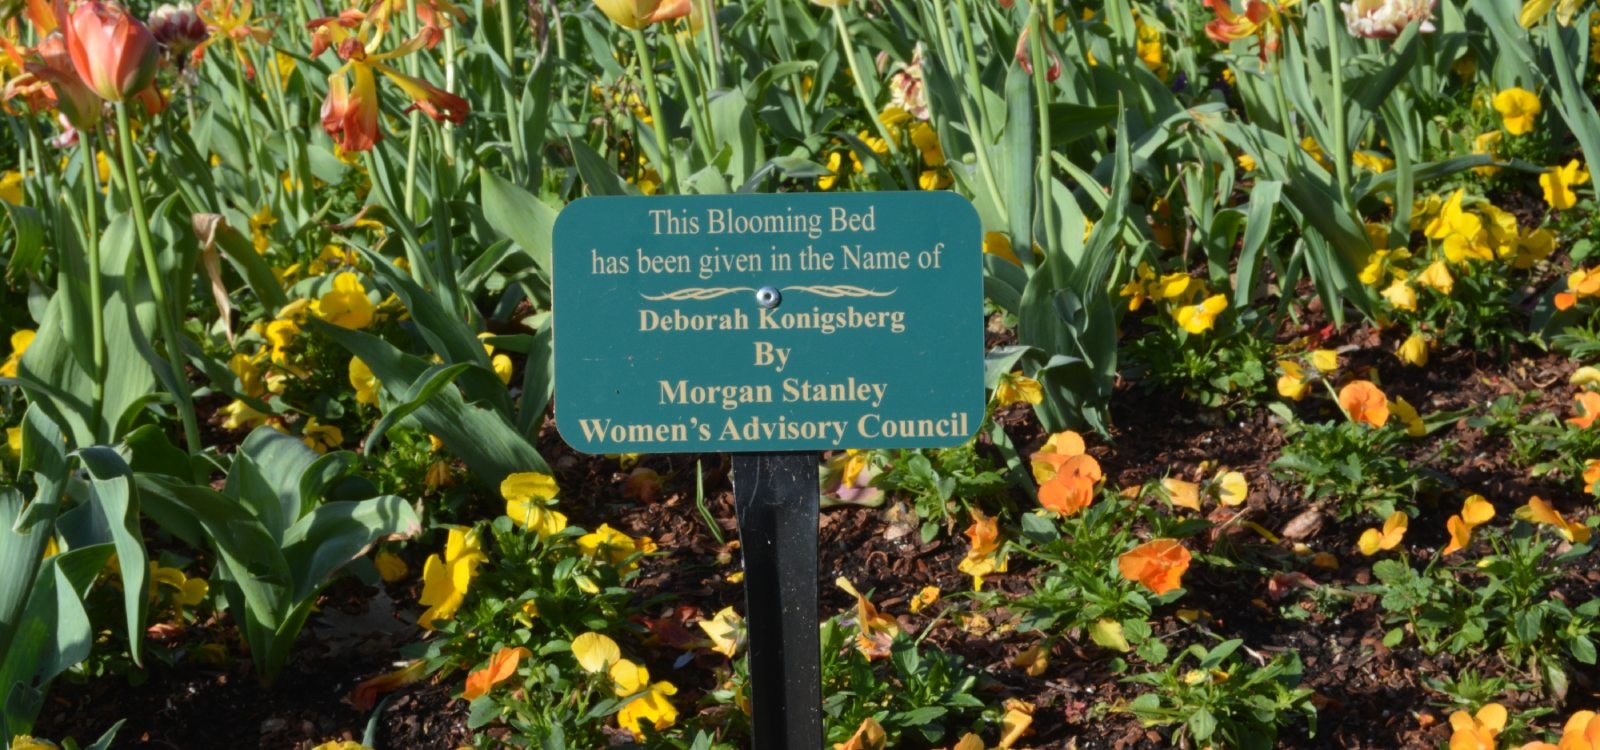 This Blooming Bed
has been given in the Name of
Deborah Konigsberg
By
Morgan Stanley
Women's Advisory Council